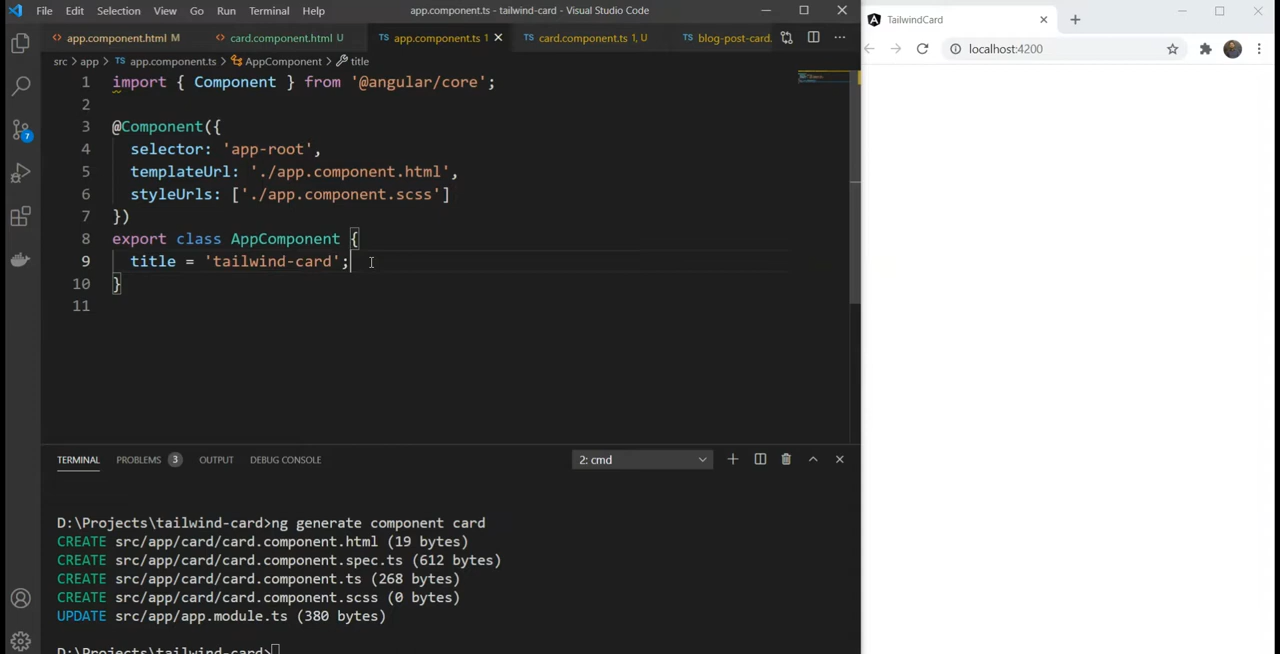 File Edit Selection View Go Run Terminal Help app.component.ts - tailwind-card - Visual Studio Code
app.component.html M card.component.html U app.component.ts 1 card.component.ts 1, U blog-post-card.
src > app > app.component.ts > AppComponent > title
1 import { Component } from '@angular/core';
2
3 @Component({
4 selector: 'app-root',
5 templateUrl: './app.component.html',
6 styleUrls: ['./app.component.scss']
7 })
8 export class AppComponent {
9 title = 'tailwind-card';
10 }
11
7
TERMINAL PROBLEMS 3 OUTPUT DEBUG CONSOLE 2: cmd
D:\Projects\tailwind-card>ng generate component card
CREATE src/app/card/card.component.html (19 bytes)
CREATE src/app/card/card.component.spec.ts (612 bytes)
CREATE src/app/card/card.component.ts (268 bytes)
CREATE src/app/card/card.component.scss (0 bytes)
UPDATE src/app/app.module.ts (380 bytes)
D:\Projects\tailwind-card>
TailwindCard
localhost:4200